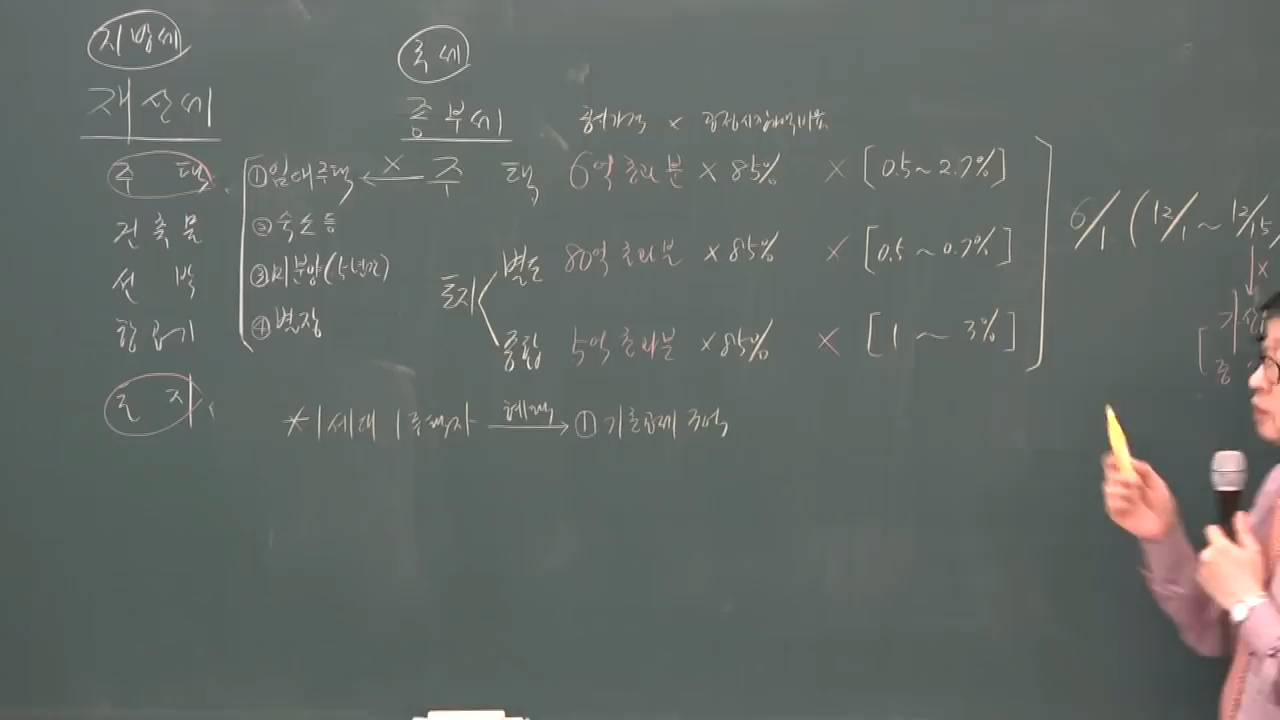 지방세
국세
재산세
종부세
공시가격 × 공정시장가액비율
주택
①임대주택 ×← 주택 6억 초과분 × 85% × [0.5~2.7%]
②숙소등
③미분양(5년간)
④별장
건축물
선박
항공기
토지
토지
별도 80억 초과분 × 85% × [0.5~0.7%]
종합 5억 초과분 × 85% × [1~3%]
6/1 (12/1~12/15
×
*1세대 1주택자 혜택→ ①기초공제 3억